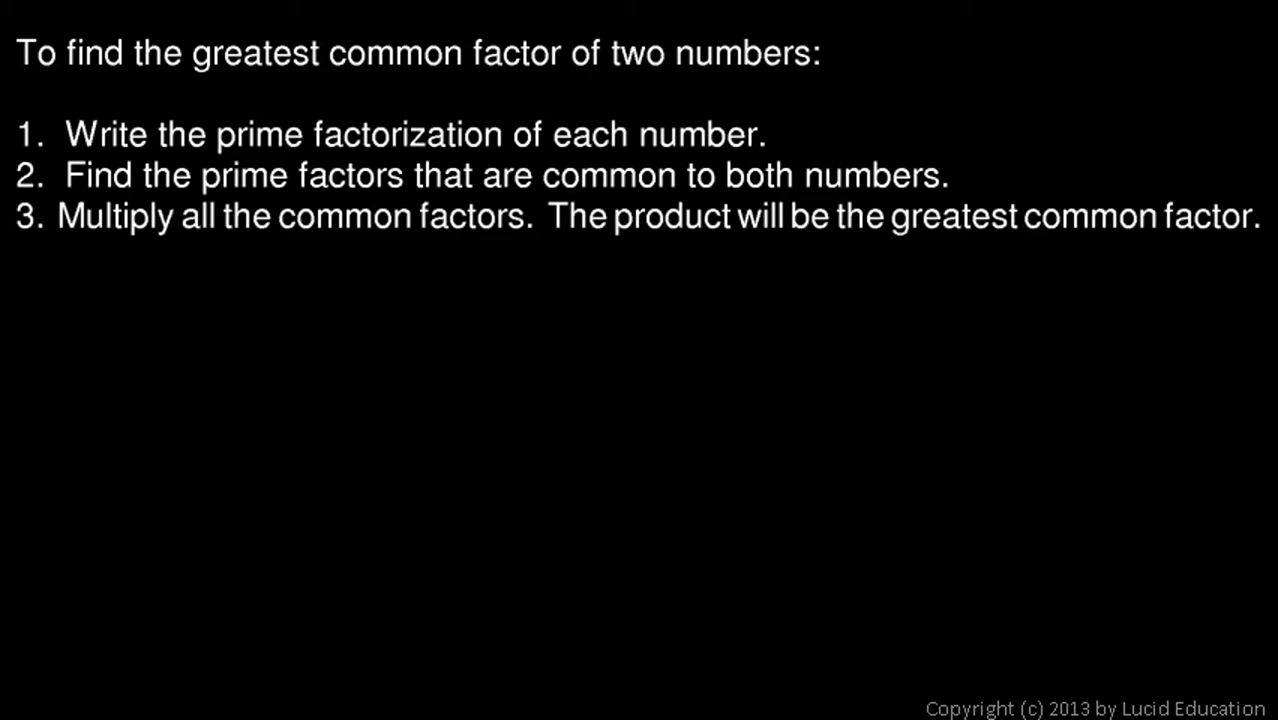 To find the greatest common factor of two numbers:
1. Write the prime factorization of each number.
2. Find the prime factors that are common to both numbers.
3. Multiply all the common factors. The product will be the greatest common factor.
Copyright (c) 2013 by Lucid Education